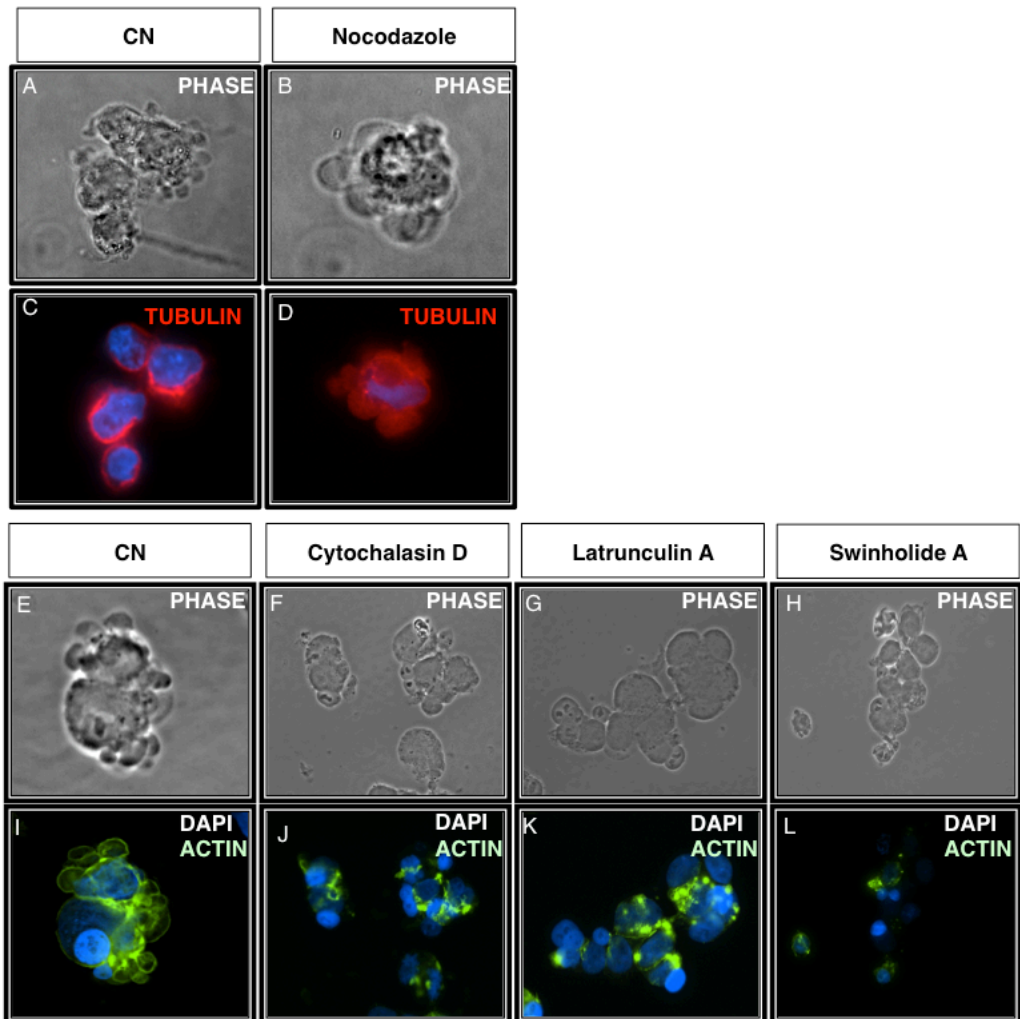 CN Nocodazole
A PHASE B PHASE
C TUBULIN D TUBULIN
CN Cytochalasin D Latrunculin A Swinholide A
E PHASE F PHASE G PHASE H PHASE
I DAPI J DAPI K DAPI L DAPI
ACTIN ACTIN ACTIN ACTIN